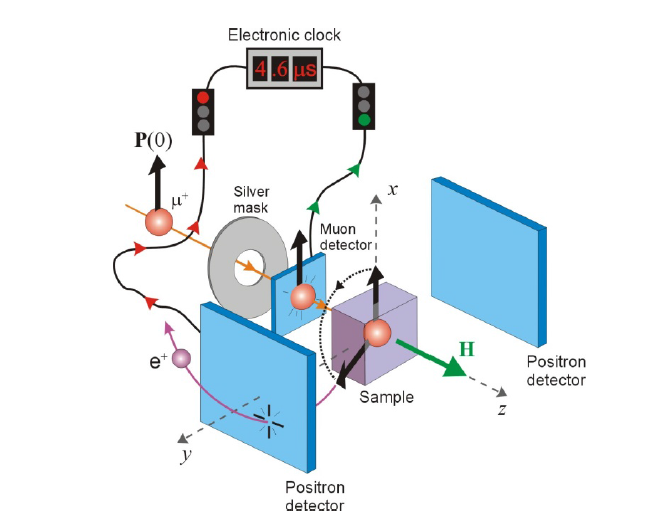 Electronic clock
4.6 µs
P(0)
µ⁺
Silver
mask
x
Muon
detector
e⁺
H
Sample
z
Positron
detector
y
Positron
detector